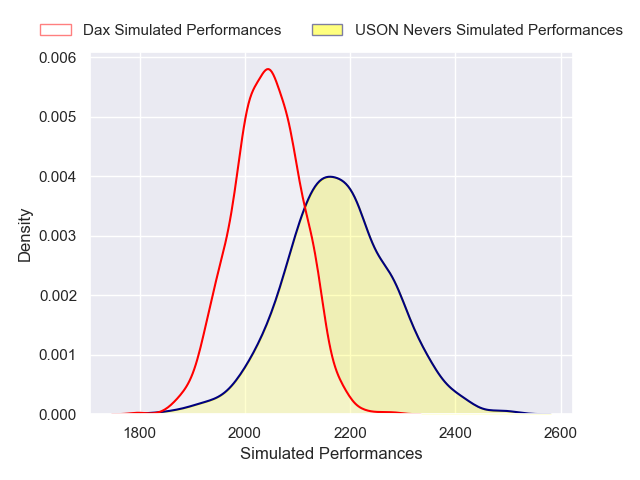 Dax Simulated Performances USON Nevers Simulated Performances
0.006
0.005
0.004
0.003
0.002
0.001
0.000
Density
1800 2000 2200 2400 2600
Simulated Performances